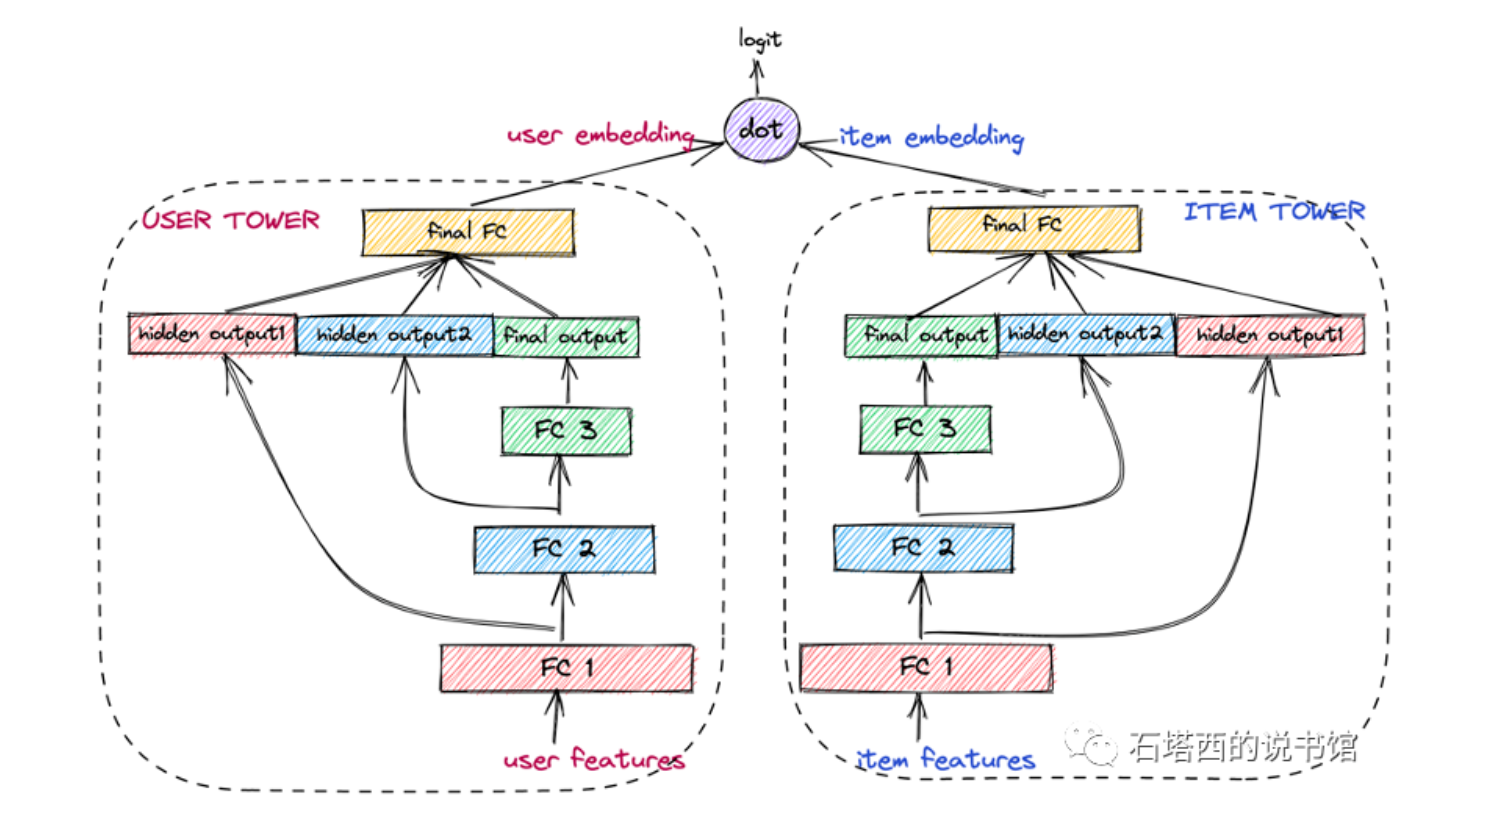 logit
dot
user embedding
item embedding
USER TOWER
final FC
hidden output1
hidden output2
final output
FC 3
FC 2
FC 1
user features
ITEM TOWER
final FC
final output
hidden output2
hidden output1
FC 3
FC 2
FC 1
item features
石塔西的说书馆